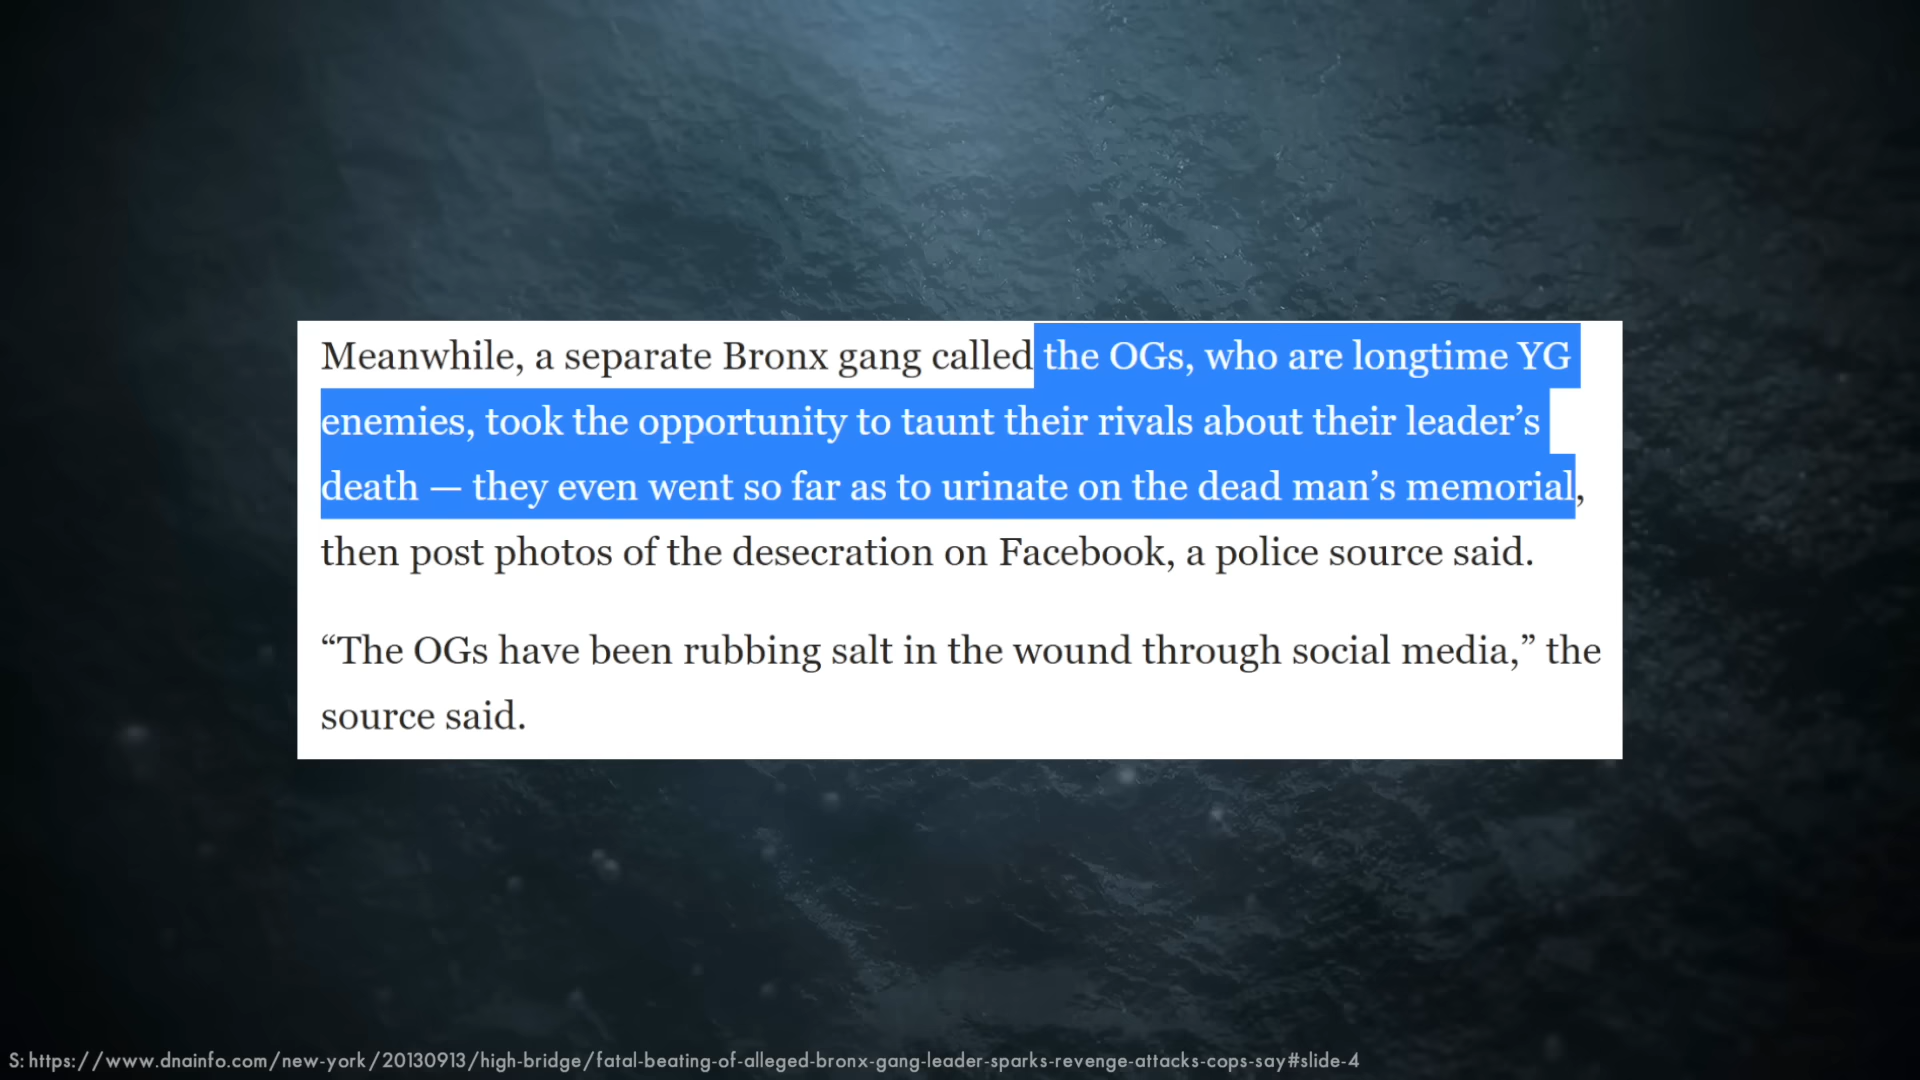 Meanwhile, a separate Bronx gang called the OGs, who are longtime YG
enemies, took the opportunity to taunt their rivals about their leader’s
death — they even went so far as to urinate on the dead man’s memorial,
then post photos of the desecration on Facebook, a police source said.
“The OGs have been rubbing salt in the wound through social media,” the
source said.
S: https://www.dnainfo.com/new-york/20130913/high-bridge/fatal-beating-of-alleged-bronx-gang-leader-sparks-revenge-attacks-cops-say#slide-4